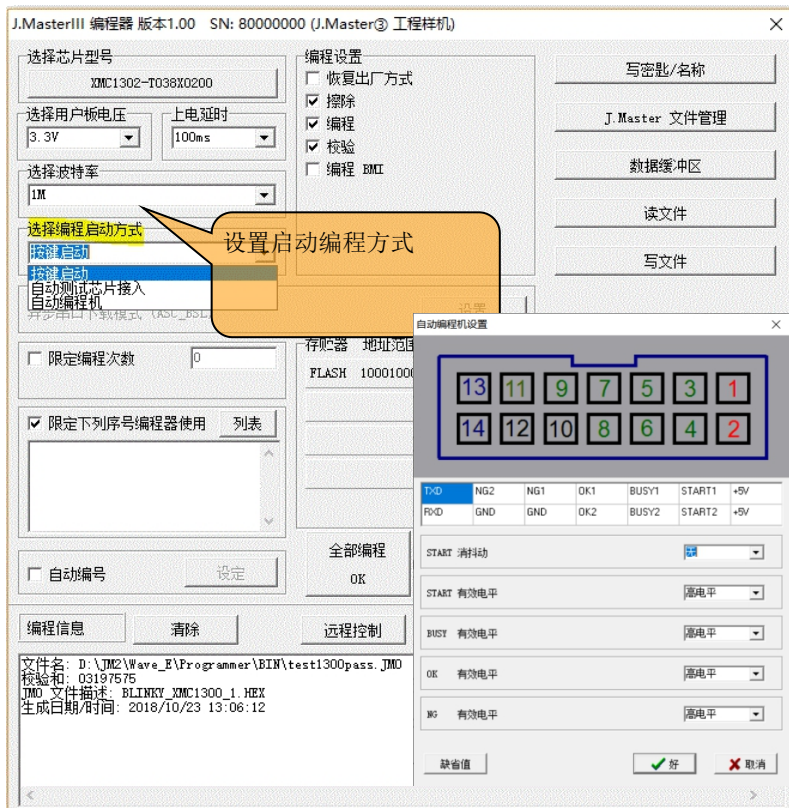 J.MasterIII 编程器 版本1.00 SN: 80000000 (J.Master③ 工程样机)
选择芯片型号
XMC1302-T038X0200
选择用户板电压
3.3V
上电延时
100ms
选择波特率
1M
选择编程启动方式
按键启动
按键启动
自动测试芯片接入
自动编程机
异步串口下载模式 (ASC_BSL)
设置
编程设置
恢复出厂方式
擦除
编程
校验
编程 BMI
写密匙/名称
J.Master 文件管理
数据缓冲区
读文件
写文件
设置启动编程方式
限定编程次数
0
存贮器 地址范围
FLASH 10001000
限定下列序号编程器使用
列表
自动编号
设定
全部编程
OK
编程信息
清除
远程控制
文件名: D:\JM2\Wave_E\Programmer\BIN\test1300pass.JMO
校验和: 03197575
JMO 文件描述: BLINKY_XMC1300_1.HEX
生成日期/时间: 2018/10/23 13:06:12
自动编程机设置
13 11 9 7 5 3 1
14 12 10 8 6 4 2
TXD NG2 NG1 OK1 BUSY1 START1 +5V
RXD GND GND OK2 BUSY2 START2 +5V
START 消抖动 无
START 有效电平 高电平
BUSY 有效电平 高电平
OK 有效电平 高电平
NG 有效电平 高电平
缺省值
好
取消